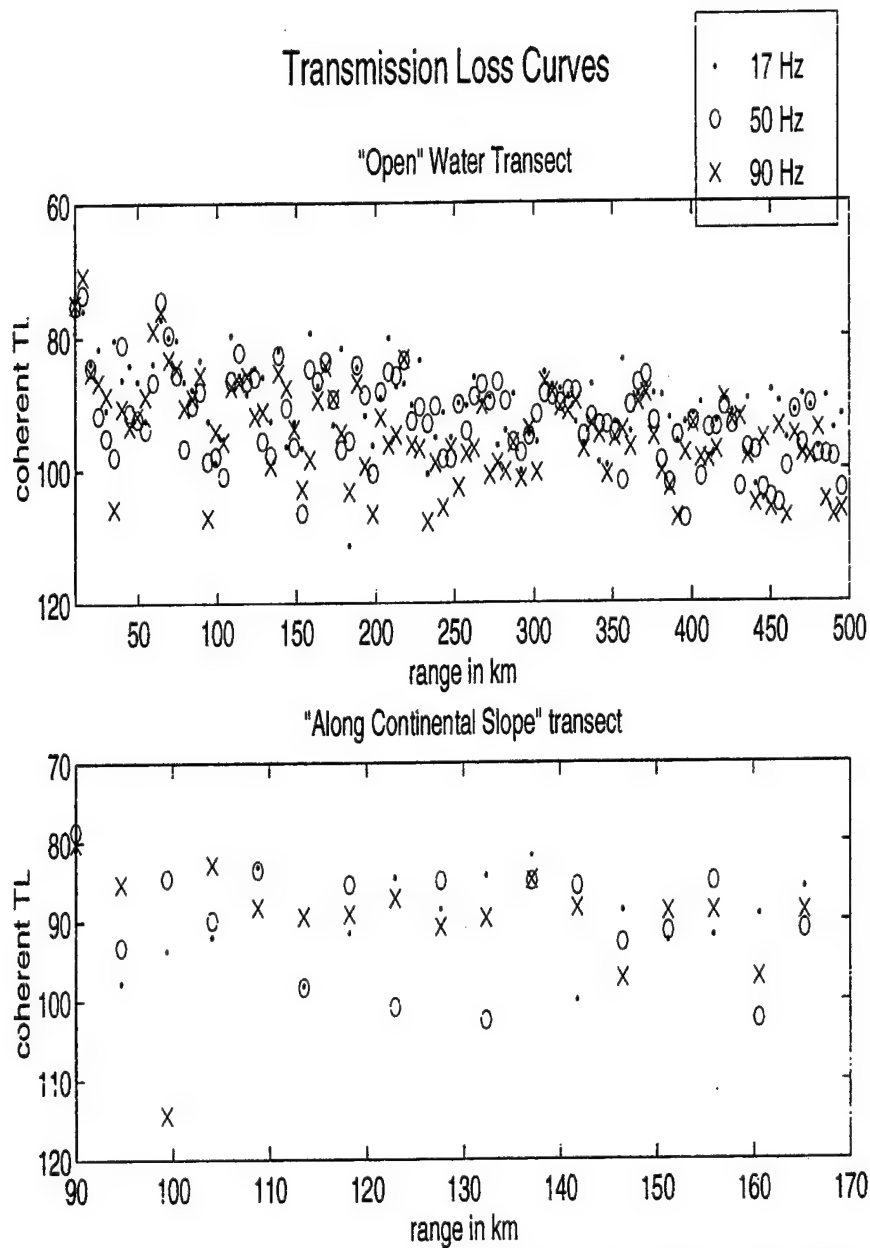 Transmission Loss Curves
· 17 Hz
O 50 Hz
X 90 Hz
"Open" Water Transect
60
80
100
120
coherent TL
50 100 150 200 250 300 350 400 450 500
range in km
"Along Continental Slope" transect
70
80
90
100
110
120
coherent TL
90 100 110 120 130 140 150 160 170
range in km